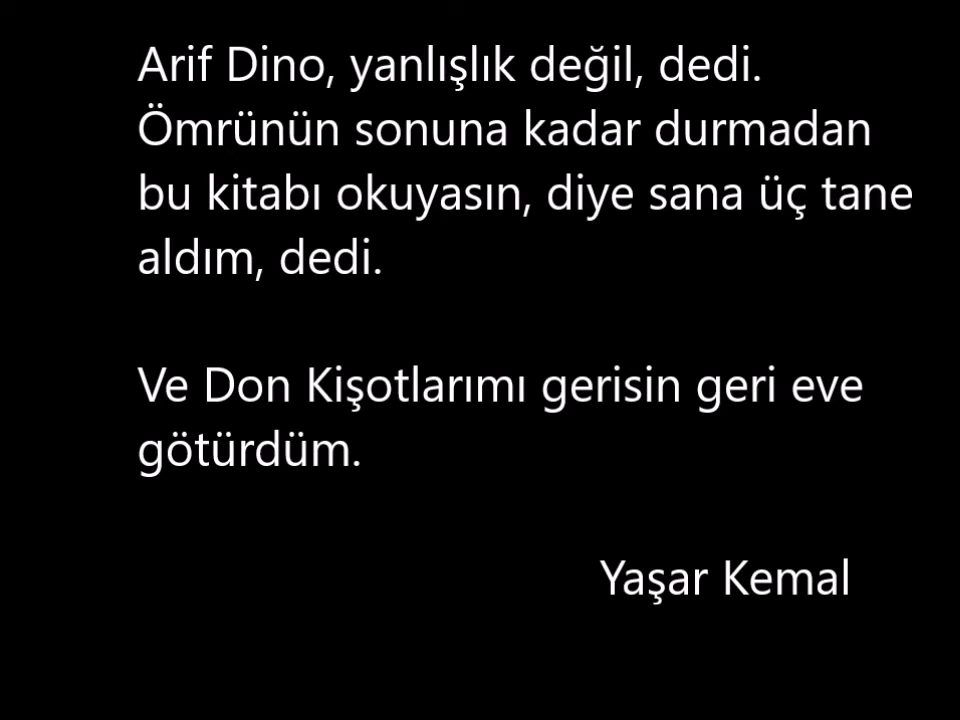 Arif Dino, yanlışlık değil, dedi.
Ömrünün sonuna kadar durmadan
bu kitabı okuyasın, diye sana üç tane
aldım, dedi.
Ve Don Kişotlarımı gerisin geri eve
götürdüm.
Yaşar Kemal